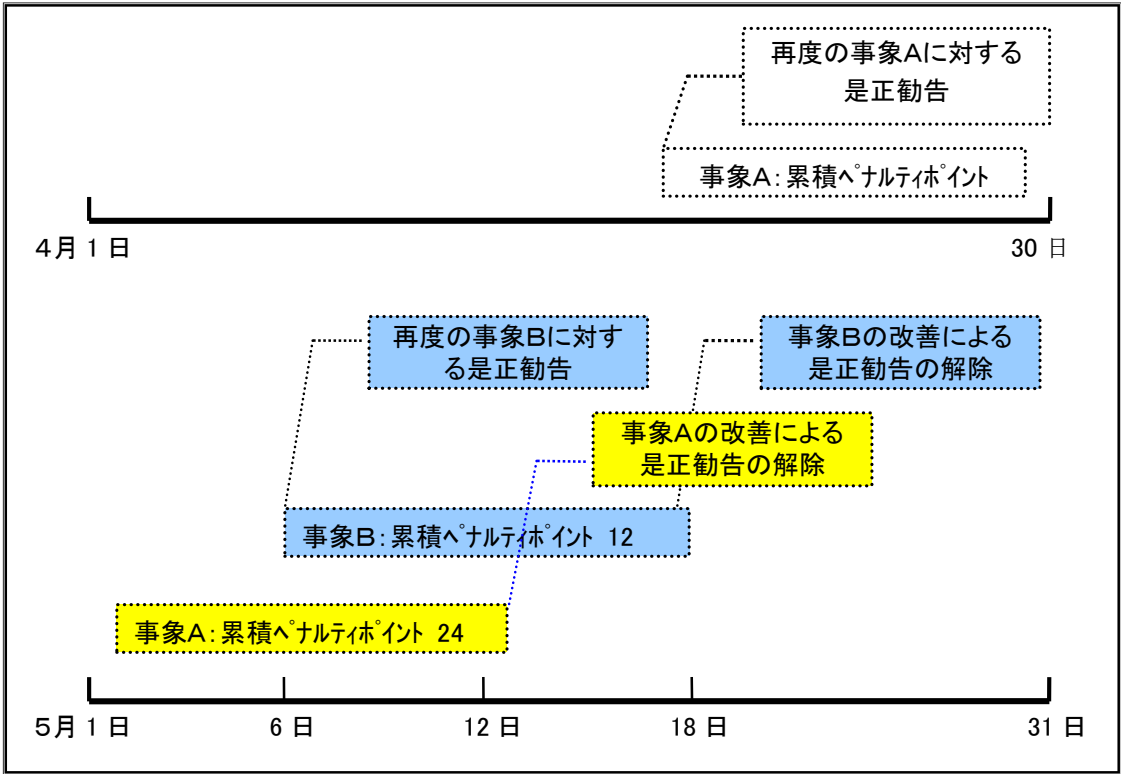 再度の事象Aに対する
是正勧告
事象A:累積ペナルティポイント
4月1日
30 日
再度の事象Bに対す
る是正勧告
事象Bの改善による
是正勧告の解除
事象Aの改善による
是正勧告の解除
事象B:累積ペナルティポイント 12
事象A:累積ペナルティポイント 24
5月1日
6 日
12 日
18 日
31 日